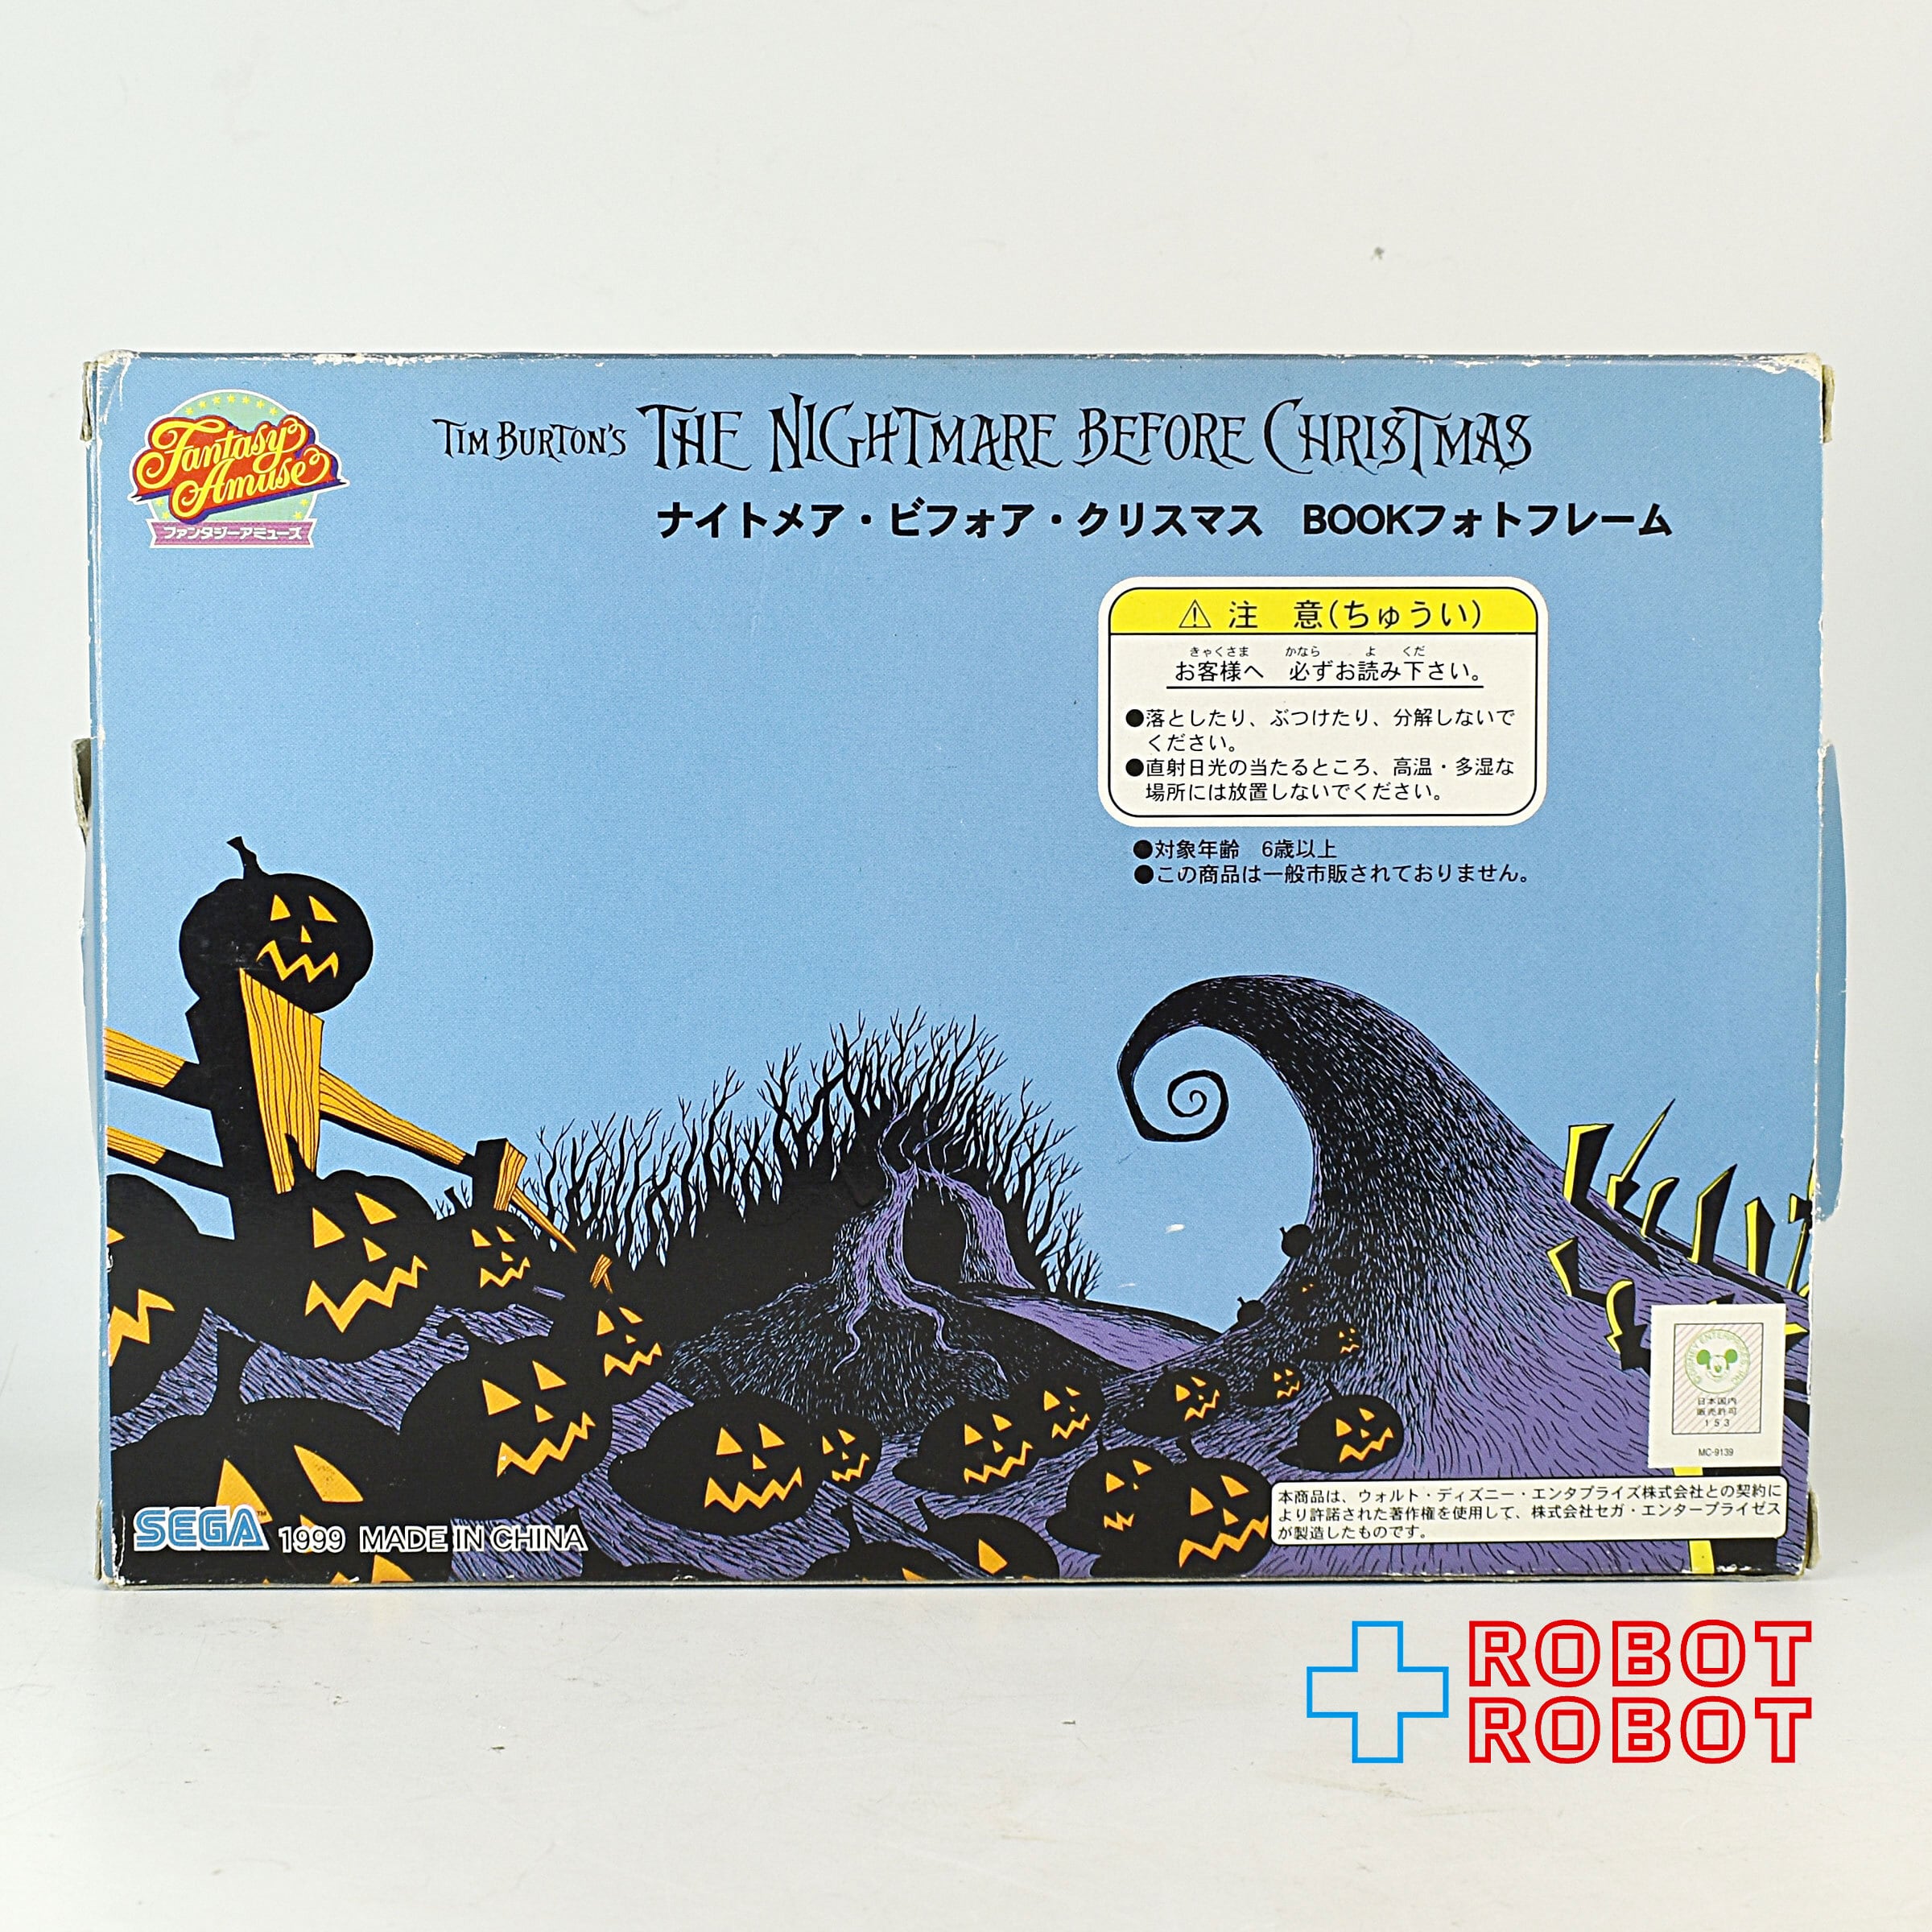 Fantasy
Amuse
ファンタジーアミューズ
TIM BURTON'S THE NIGHTMARE BEFORE CHRISTMAS
ナイトメア・ビフォア・クリスマス BOOKフォトフレーム
⚠ 注 意(ちゅうい)
きゃくさま かなら よ くだ
お客様へ 必ずお読み下さい。
●落としたり、ぶつけたり、分解しないで
ください。
●直射日光の当たるところ、高温・多湿な
場所には放置しないでください。
●対象年齢 6歳以上
●この商品は一般市販されておりません。
日本国内
販売許可
153
MC-9139
本商品は、ウォルト・ディズニー・エンタプライズ株式会社との契約に
より許諾された著作権を使用して、株式会社セガ・エンタープライゼス
が製造したものです。
SEGA™ 1999 MADE IN CHINA
ROBOT
ROBOT